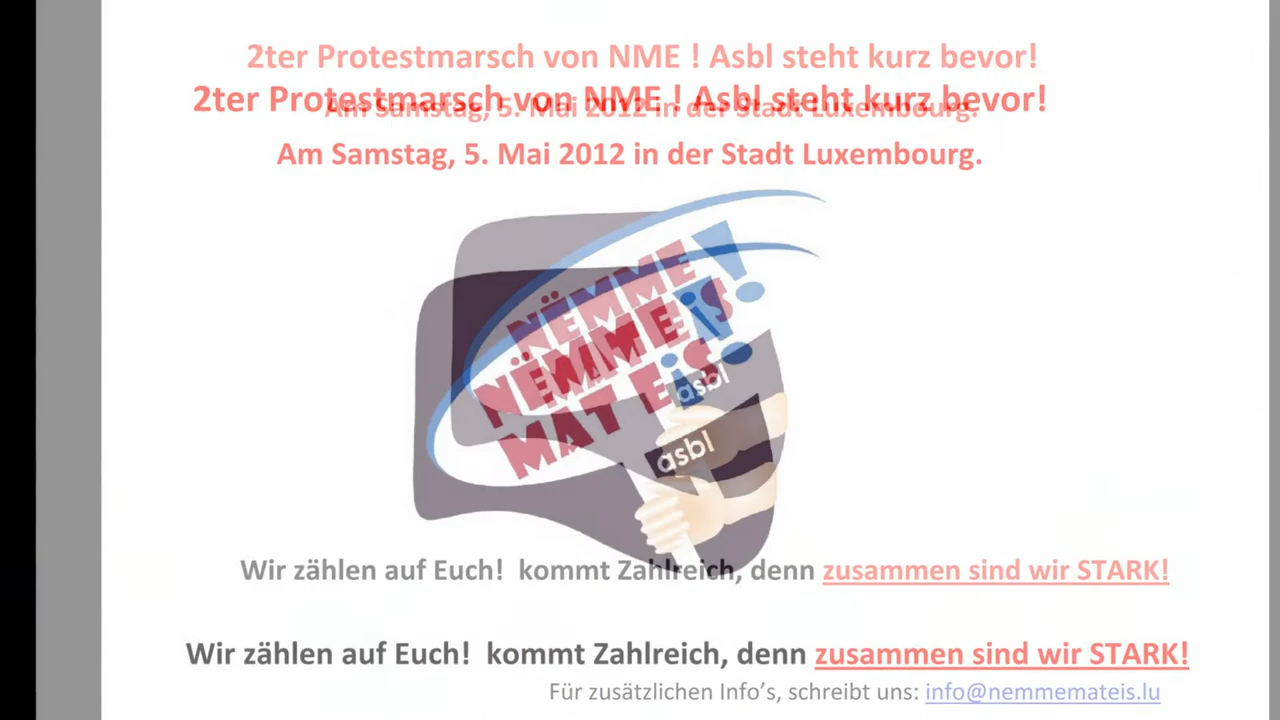 2ter Protestmarsch von NME ! Asbl steht kurz bevor!
2ter Protestmarsch von NME ! Asbl steht kurz bevor!
Am Samstag, 5. Mai 2012 in der Stadt Luxembourg.
Am Samstag, 5. Mai 2012 in der Stadt Luxembourg.
NËMME
MAT EiS!
asbl
NËMME
MAT EiS!
asbl
Wir zählen auf Euch! kommt Zahlreich, denn zusammen sind wir STARK!
Wir zählen auf Euch! kommt Zahlreich, denn zusammen sind wir STARK!
Für zusätzlichen Info's, schreibt uns: info@nemmemateis.lu